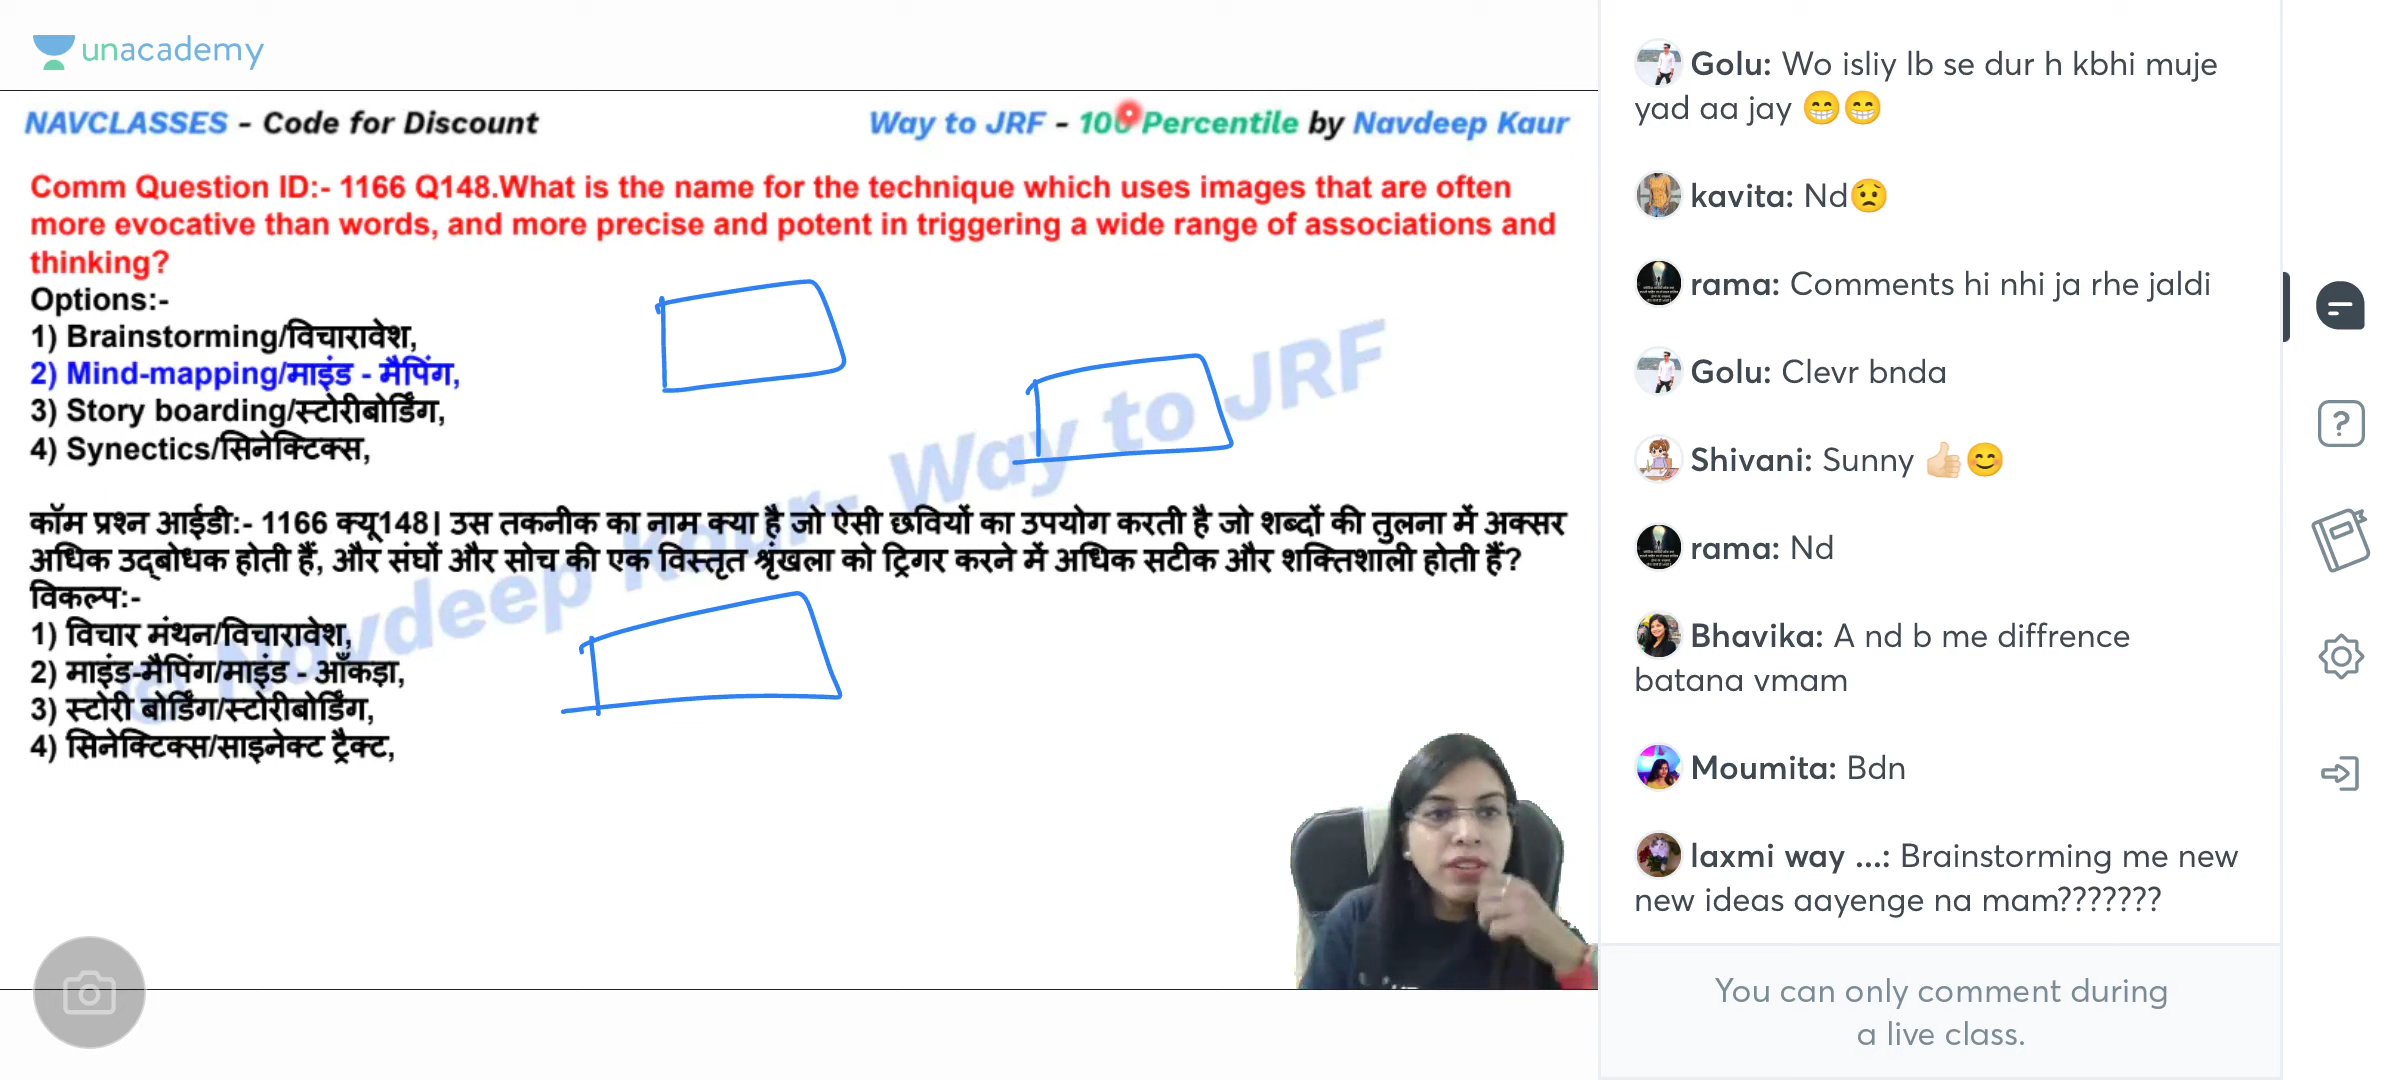 unacademy
NAVCLASSES - Code for Discount
Way to JRF - 100 Percentile by Navdeep Kaur
Comm Question ID:- 1166 Q148.What is the name for the technique which uses images that are often
more evocative than words, and more precise and potent in triggering a wide range of associations and
thinking?
Options:-
1) Brainstorming/विचारावेश,
2) Mind-mapping/माइंड - मैपिंग,
3) Story boarding/स्टोरीबोर्डिंग,
4) Synectics/सिनेक्टिक्स,
कॉम प्रश्न आईडी:- 1166 क्यू148। उस तकनीक का नाम क्या है जो ऐसी छवियों का उपयोग करती है जो शब्दों की तुलना में अक्सर
अधिक उद्बोधक होती हैं, और संघों और सोच की एक विस्तृत श्रृंखला को ट्रिगर करने में अधिक सटीक और शक्तिशाली होती हैं?
विकल्प:-
1) विचार मंथन/विचारावेश,
2) माइंड-मैपिंग/माइंड - आँकड़ा,
3) स्टोरी बोर्डिंग/स्टोरीबोर्डिंग,
4) सिनेक्टिक्स/साइनेक्ट ट्रैक्ट,
© Navdeep Kaur- Way to JRF
Golu: Wo isliy lb se dur h kbhi muje
yad aa jay 😁😁
kavita: Nd😟
rama: Comments hi nhi ja rhe jaldi
Golu: Clevr bnda
Shivani: Sunny 👍🏻😊
rama: Nd
Bhavika: A nd b me diffrence
batana vmam
Moumita: Bdn
laxmi way ...: Brainstorming me new
new ideas aayenge na mam???????
You can only comment during
a live class.